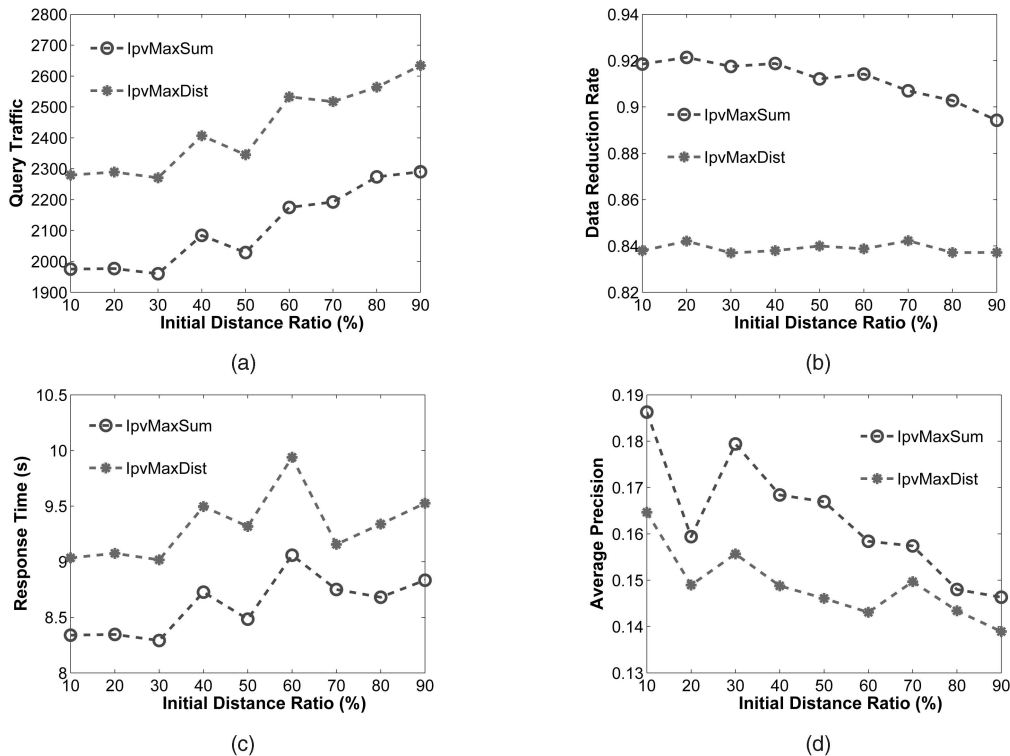 2800
2700
2600
2500
2400
2300
2200
2100
2000
1900
Query Traffic
IpvMaxSum
IpvMaxDist
10 20 30 40 50 60 70 80 90
Initial Distance Ratio (%)
(a)
0.94
0.92
0.9
0.88
0.86
0.84
0.82
Data Reduction Rate
IpvMaxSum
IpvMaxDist
10 20 30 40 50 60 70 80 90
Initial Distance Ratio (%)
(b)
10.5
10
9.5
9
8.5
8
Response Time (s)
IpvMaxSum
IpvMaxDist
10 20 30 40 50 60 70 80 90
Initial Distance Ratio (%)
(c)
0.19
0.18
0.17
0.16
0.15
0.14
0.13
Average Precision
IpvMaxSum
IpvMaxDist
10 20 30 40 50 60 70 80 90
Initial Distance Ratio (%)
(d)